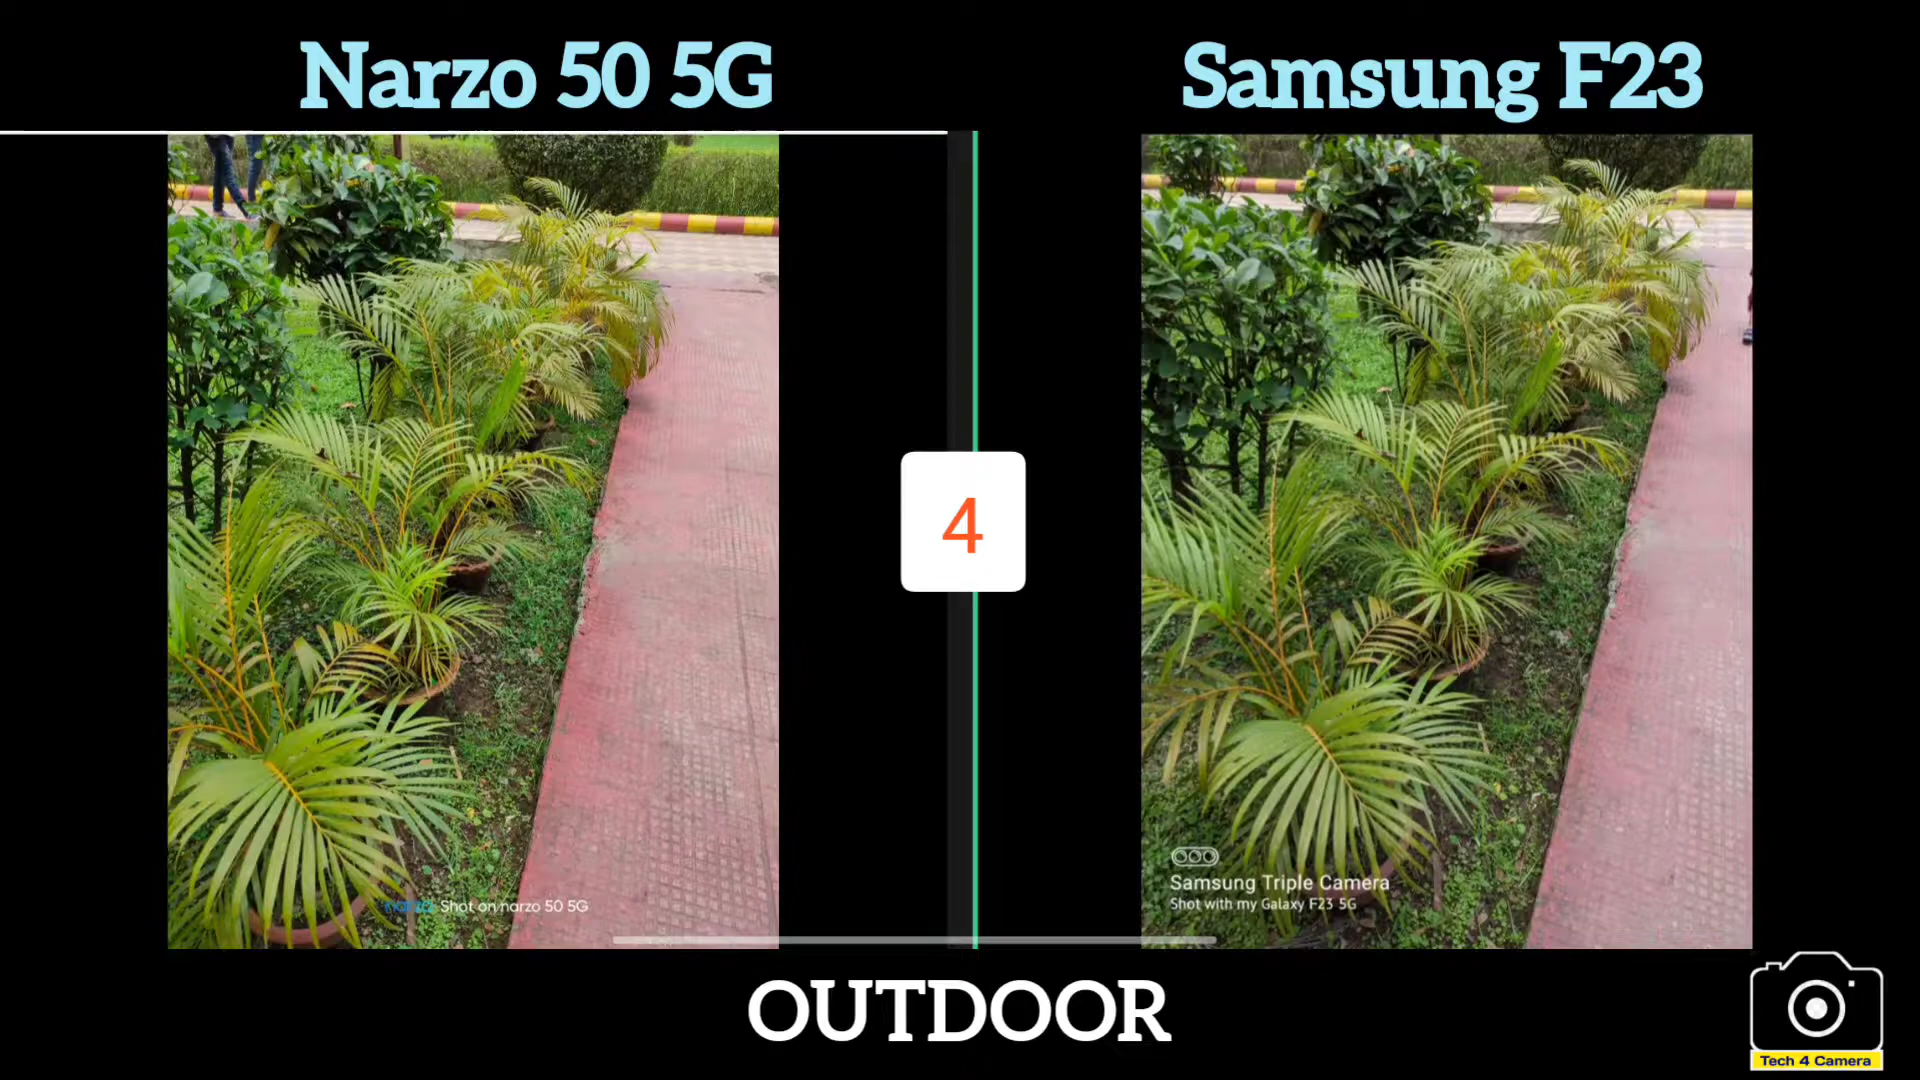 Narzo 50 5G
Samsung F23
4
narzo Shot on narzo 50 5G
Samsung Triple Camera
Shot with my Galaxy F23 5G
OUTDOOR
Tech 4 Camera